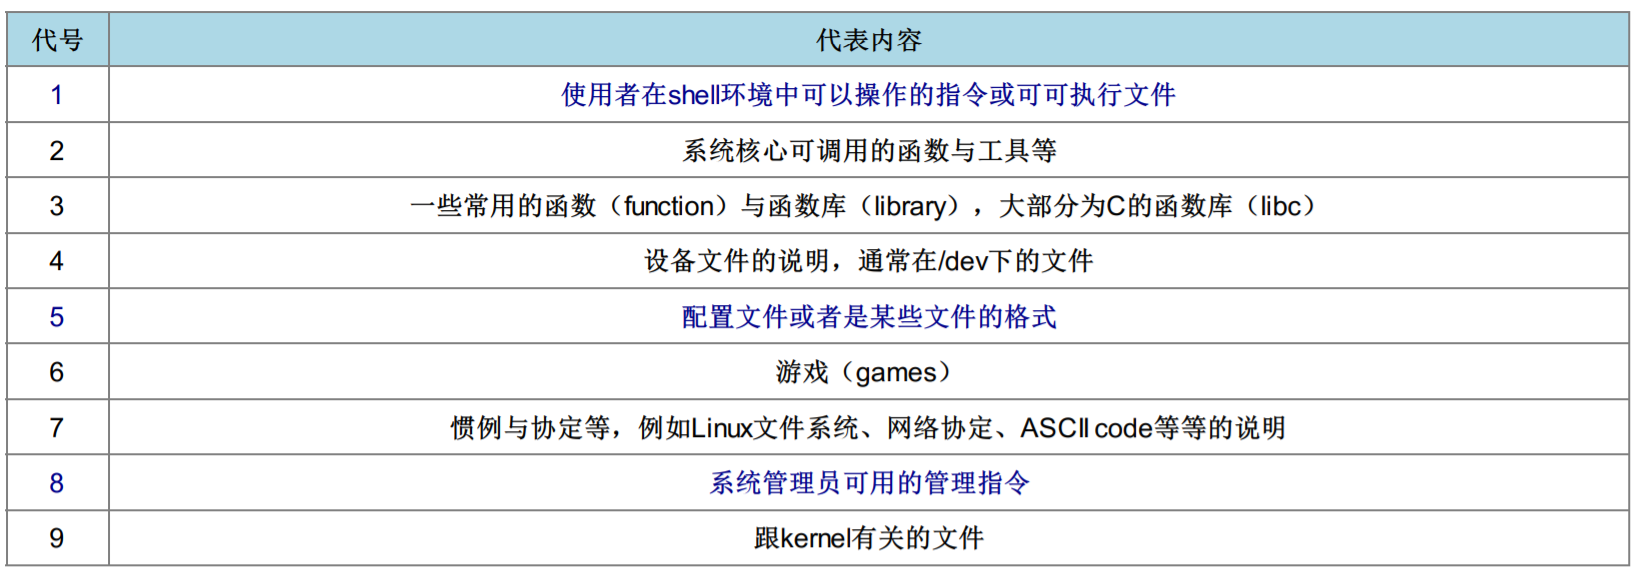 代号 代表内容
1 使用者在shell环境中可以操作的指令或可可执行文件
2 系统核心可调用的函数与工具等
3 一些常用的函数（function）与函数库（library），大部分为C的函数库（libc）
4 设备文件的说明，通常在/dev下的文件
5 配置文件或者是某些文件的格式
6 游戏（games）
7 惯例与协定等，例如Linux文件系统、网络协定、ASCII code等等的说明
8 系统管理员可用的管理指令
9 跟kernel有关的文件